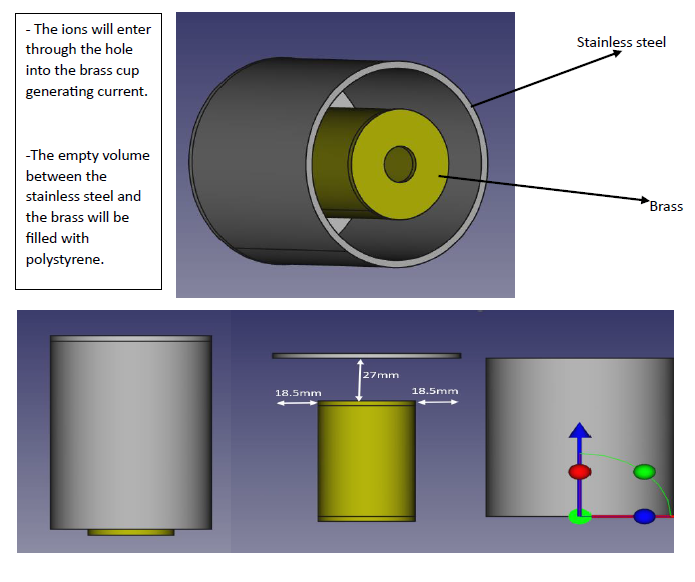 - The ions will enter
through the hole
into the brass cup
generating current.
-The empty volume
between the
stainless steel and
the brass will be
filled with
polystyrene.
Stainless steel
Brass
27mm
18.5mm
18.5mm